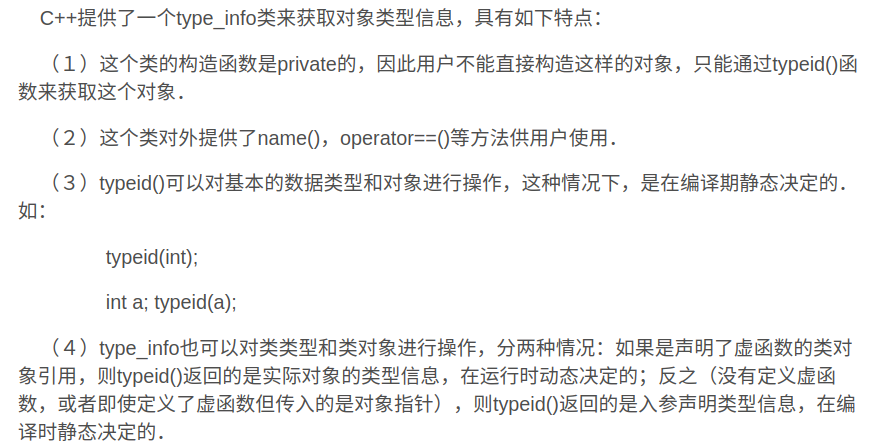 C++提供了一个type_info类来获取对象类型信息，具有如下特点：
（１）这个类的构造函数是private的，因此用户不能直接构造这样的对象，只能通过typeid()函
数来获取这个对象．
（２）这个类对外提供了name()，operator==()等方法供用户使用．
（３）typeid()可以对基本的数据类型和对象进行操作，这种情况下，是在编译期静态决定的．
如：
typeid(int);
int a; typeid(a);
（４）type_info也可以对类类型和类对象进行操作，分两种情况：如果是声明了虚函数的类对
象引用，则typeid()返回的是实际对象的类型信息，在运行时动态决定的；反之（没有定义虚函
数，或者即使定义了虚函数但传入的是对象指针），则typeid()返回的是入参声明类型信息，在编
译时静态决定的．